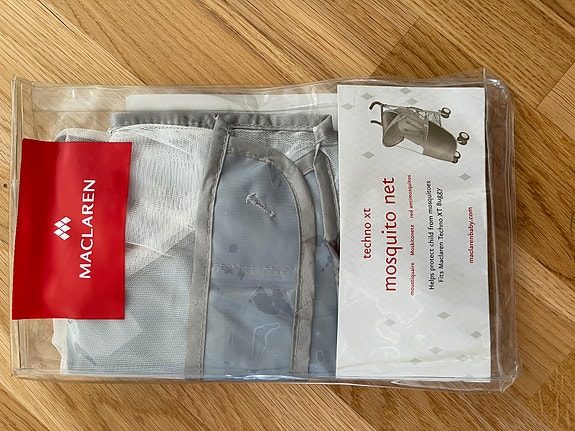 MACLAREN
techno xt
mosquito net
moustiquaire Moskitonetz red antimosquitos
Helps protect child from mosquitoes
Fits Maclaren Techno XT Buggy
maclarenbaby.com